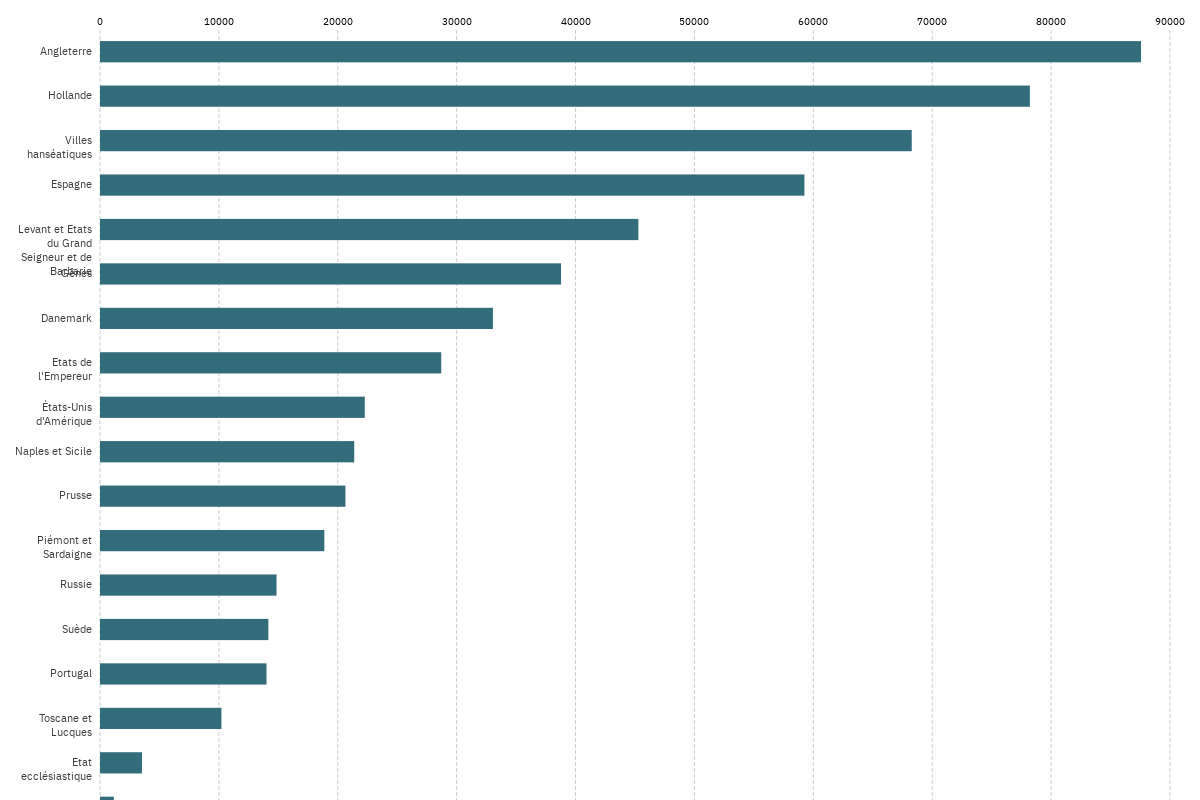 0 10000 20000 30000 40000 50000 60000 70000 80000 90000
Angleterre
Hollande
Villes
hanséatiques
Espagne
Levant et Etats
du Grand
Seigneur et de
Barbarie
Gênes
Danemark
Etats de
l'Empereur
États-Unis
d'Amérique
Naples et Sicile
Prusse
Piémont et
Sardaigne
Russie
Suède
Portugal
Toscane et
Lucques
Etat
ecclésiastique